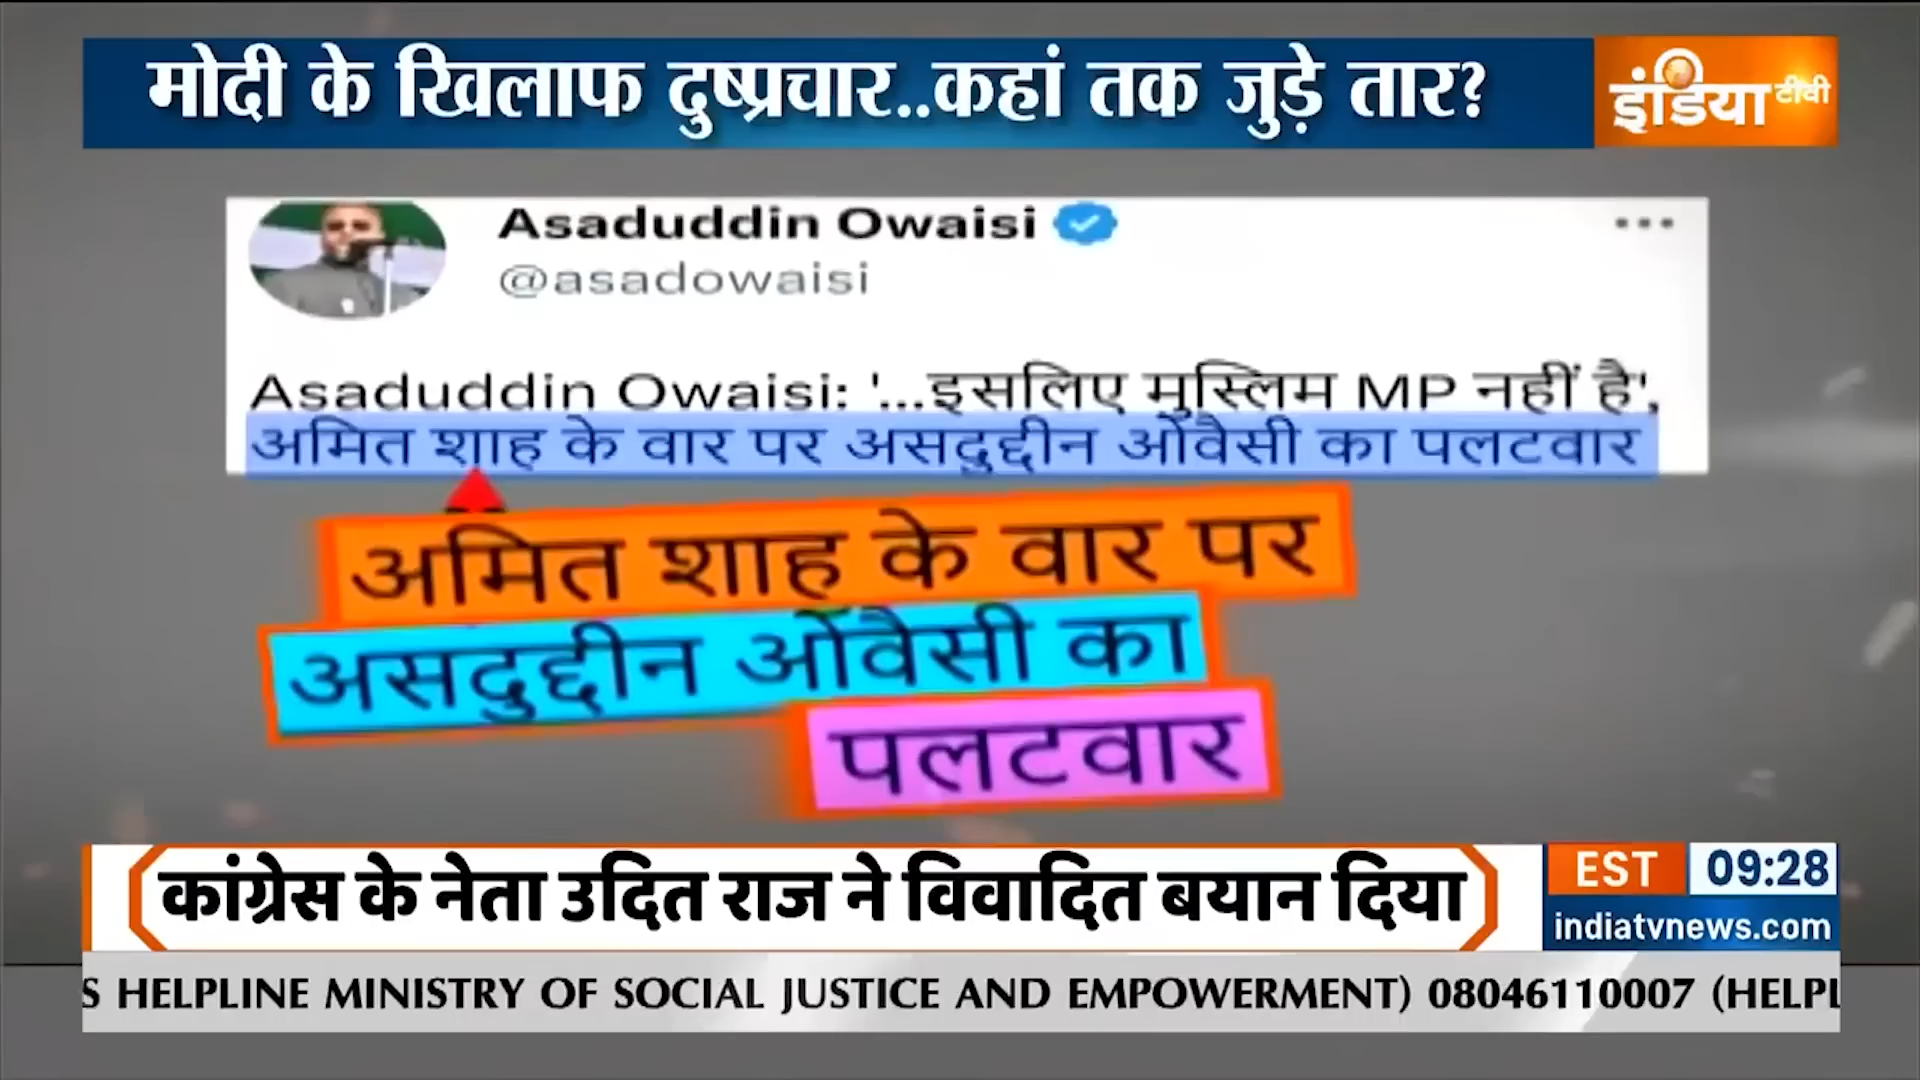 मोदी के खिलाफ दुष्प्रचार..कहां तक जुड़े तार?
इंडिया टीवी
Asaduddin Owaisi
@asadowaisi
Asaduddin Owaisi: '...इसलिए मुस्लिम MP नहीं है',
अमित शाह के वार पर असदुद्दीन ओवैसी का पलटवार
अमित शाह के वार पर
असदुद्दीन ओवैसी का
पलटवार
कांग्रेस के नेता उदित राज ने विवादित बयान दिया
EST 09:28
indiatvnews.com
S HELPLINE MINISTRY OF SOCIAL JUSTICE AND EMPOWERMENT) 08046110007 (HELPL